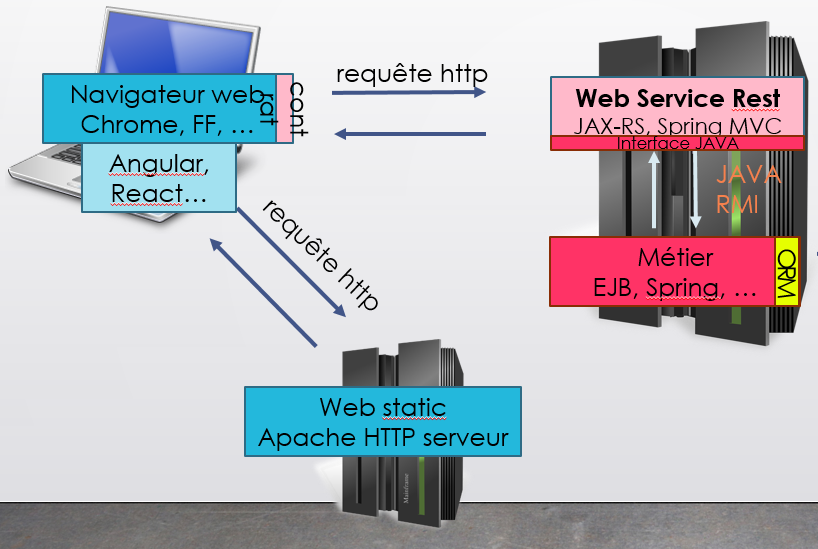 requête http
Navigateur web
Chrome, FF, …
Cont
rat
Angular,
React…
Web Service Rest
JAX-RS, Spring MVC
Interface JAVA
JAVA
RMI
Métier
EJB, Spring, …
ORM
requête http
Web static
Apache HTTP serveur
Mainframe